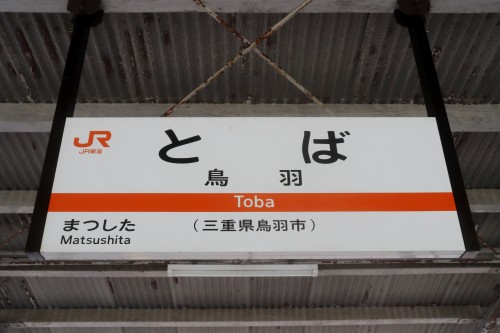 JR
JR東海
とば
鳥羽
Toba
まつした
Matsushita
(三重県鳥羽市)